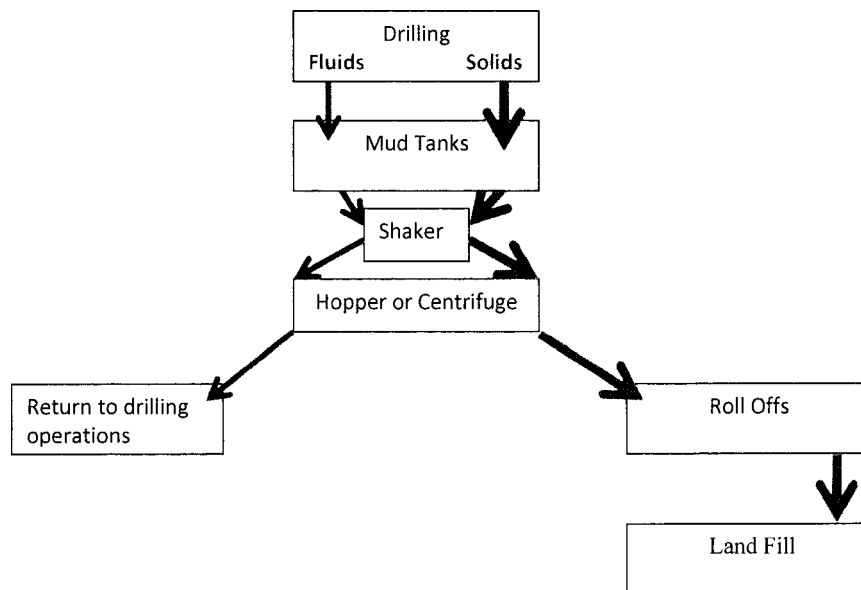 Drilling
Fluids Solids
Mud Tanks
Shaker
Hopper or Centrifuge
Return to drilling
operations
Roll Offs
Land Fill